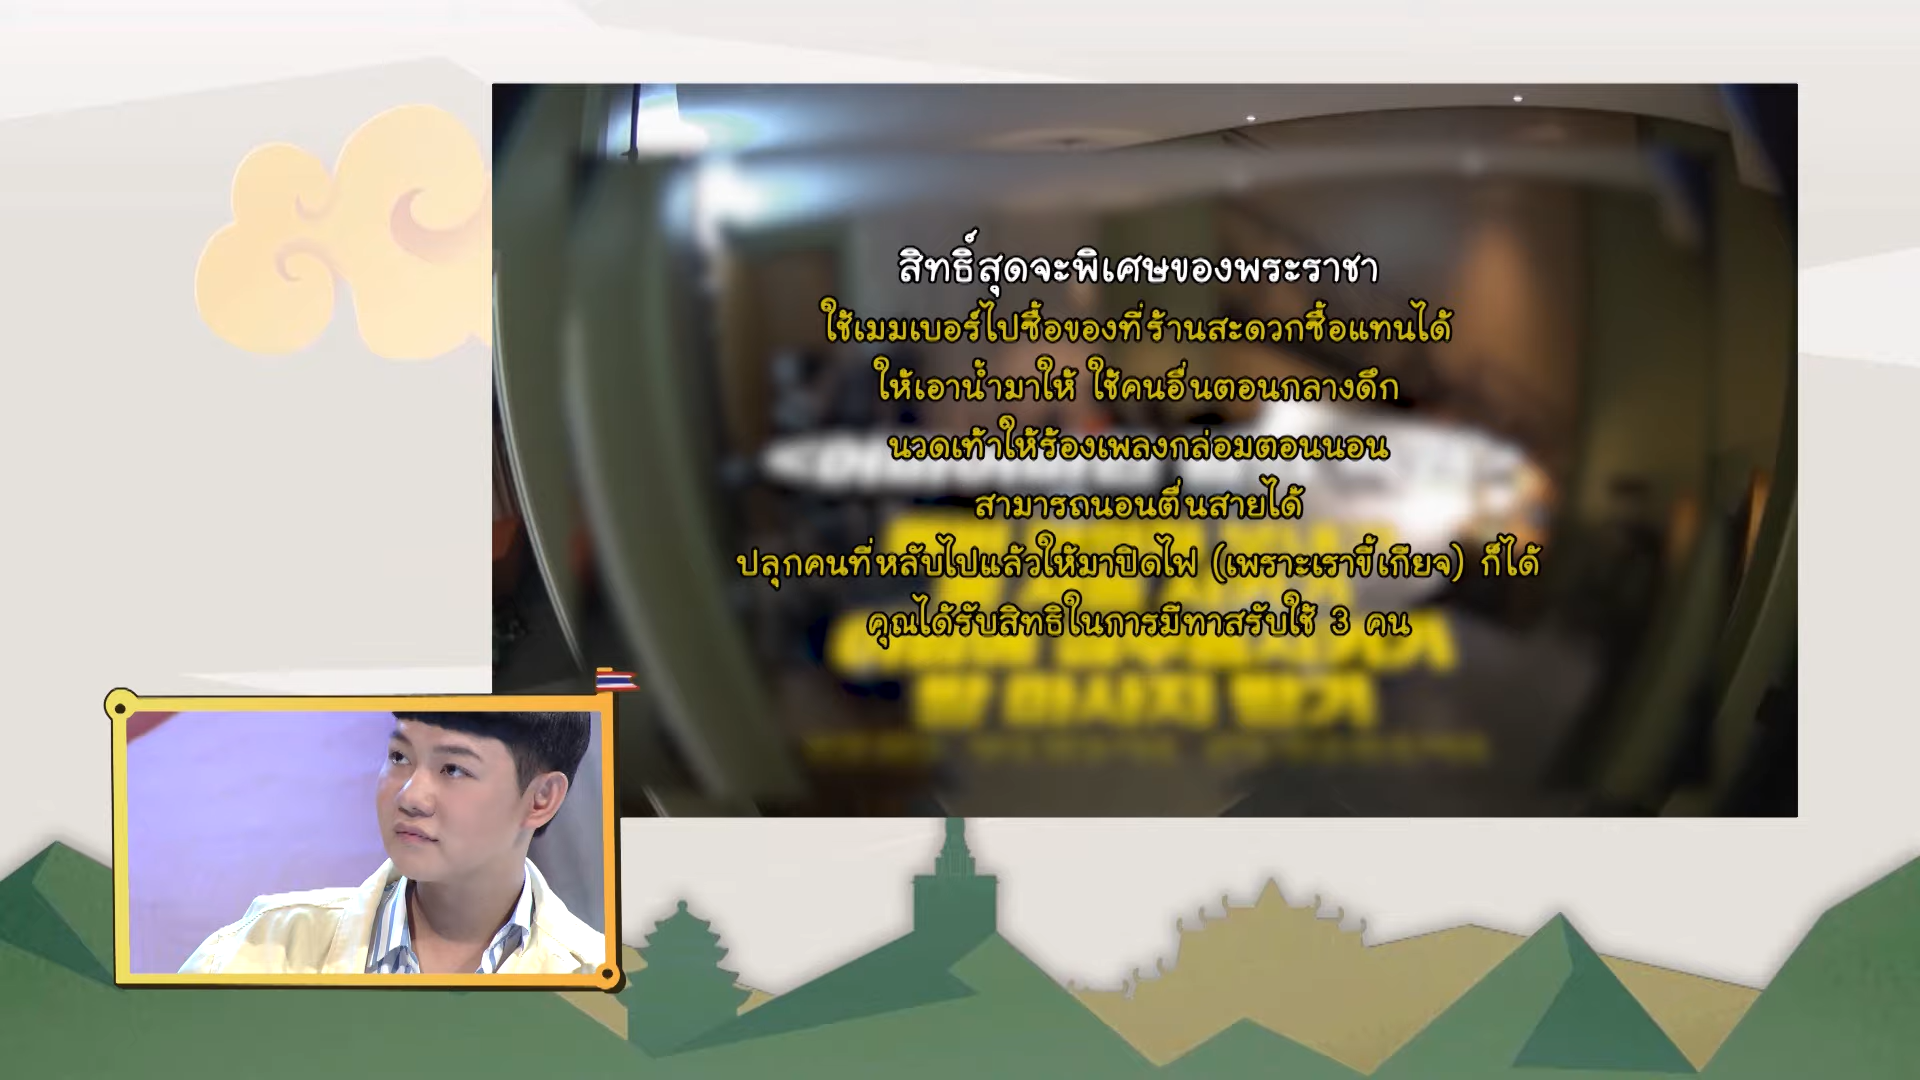 สิทธิ์สุดจะพิเศษของพระราชา
ใช้เมมเบอร์ไปซื้อของที่ร้านสะดวกซื้อแทนได้
ให้เอาน้ำมาให้ ใช้คนอื่นตอนกลางดึก
นวดเท้าให้ร้องเพลงกล่อมตอนนอน
สามารถนอนตื่นสายได้
ปลุกคนที่หลับไปแล้วให้มาปิดไฟ (เพราะเราขี้เกียจ) ก็ได้
คุณได้รับสิทธิในการมีทาสรับใช้ 3 คน